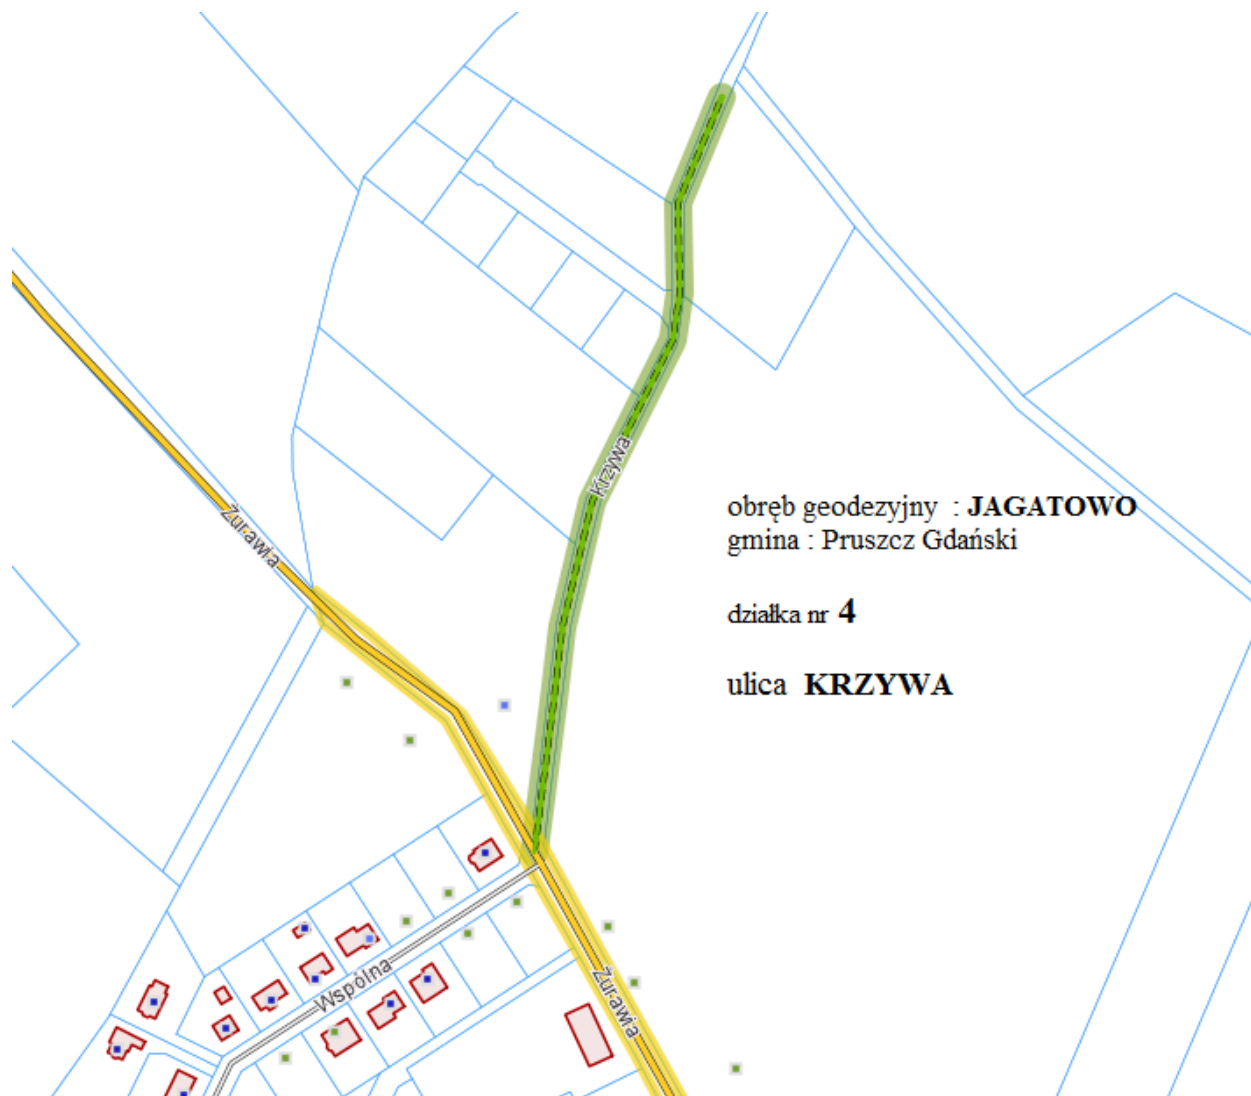 Krzywa
obręb geodezyjny : JAGATOWO
gmina : Pruszcz Gdański
Żurawia
działka nr 4
ulica KRZYWA
Wspólna
Żurawia